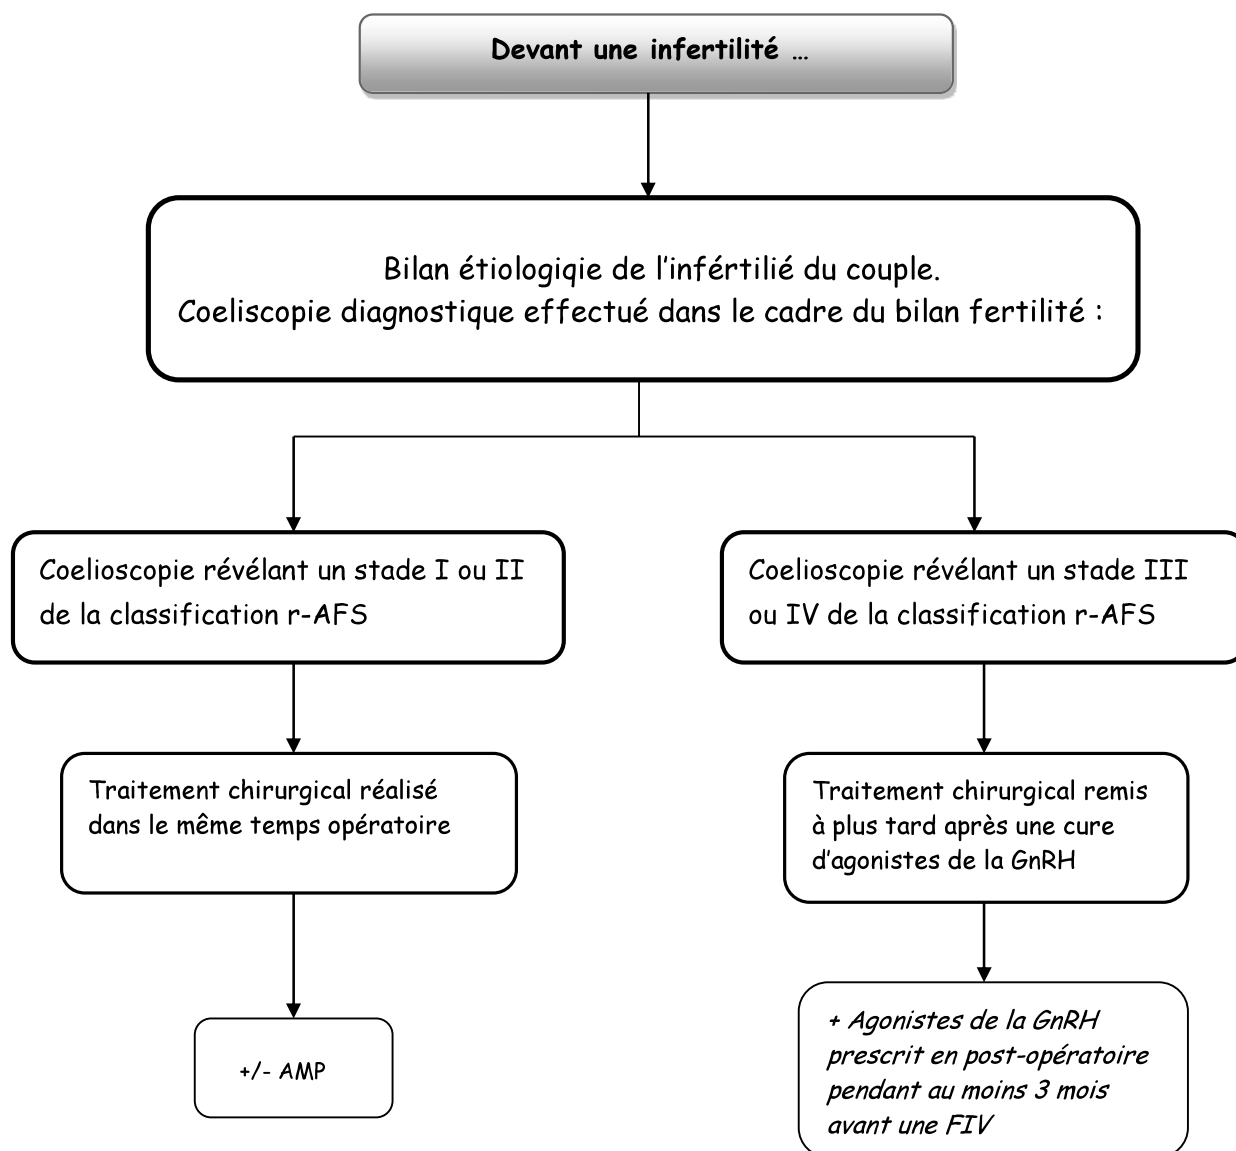 Devant une infertilité ...
Bilan étiologiqie de l'infértilié du couple.
Coeliscopie diagnostique effectué dans le cadre du bilan fertilité :
Coelioscopie révélant un stade I ou II
de la classification r-AFS
Coelioscopie révélant un stade III
ou IV de la classification r-AFS
Traitement chirurgical réalisé
dans le même temps opératoire
Traitement chirurgical remis
à plus tard après une cure
d'agonistes de la GnRH
+/- AMP
+ Agonistes de la GnRH
prescrit en post-opératoire
pendant au moins 3 mois
avant une FIV